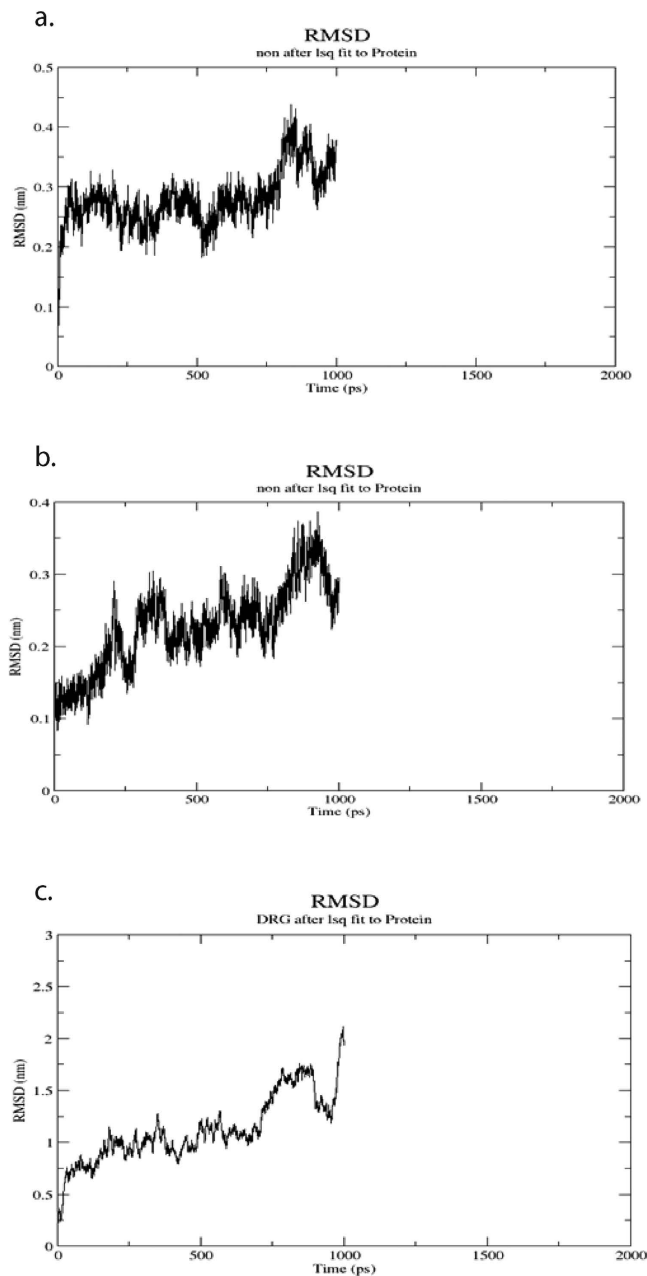 a.
RMSD
non after lsq fit to Protein
0.5
0.4
0.3
0.2
0.1
0
RMSD (nm)
0 500 1000 1500 2000
Time (ps)
b.
RMSD
non after lsq fit to Protein
0.4
0.3
0.2
0.1
0
RMSD (nm)
0 500 1000 1500 2000
Time (ps)
c.
RMSD
DRG after lsq fit to Protein
3
2.5
2
1.5
1
0.5
0
RMSD (nm)
0 500 1000 1500 2000
Time (ps)